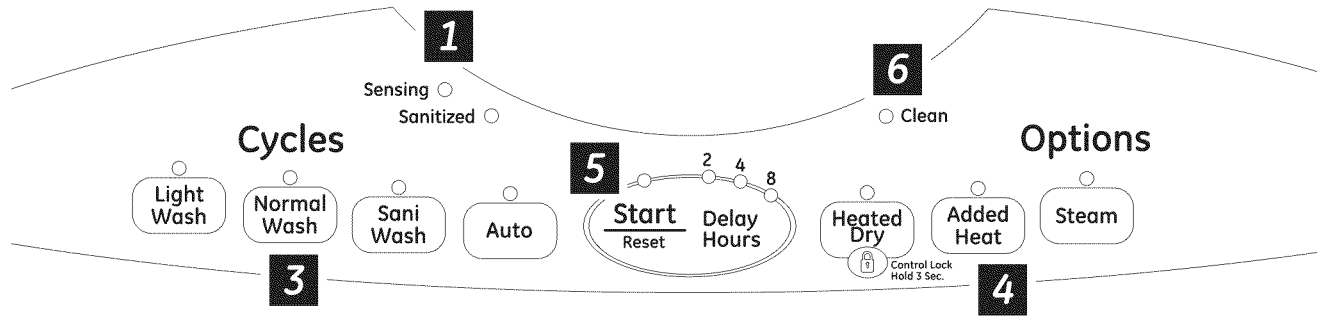 1
6
Sensing
Sanitized
Clean
Cycles
Options
5
2 4 8
Light
Wash
Normal
Wash
Sani
Wash
Auto
Start
Reset
Delay
Hours
Heated
Dry
Control Lock
Hold 3 Sec.
Added
Heat
Steam
3
4